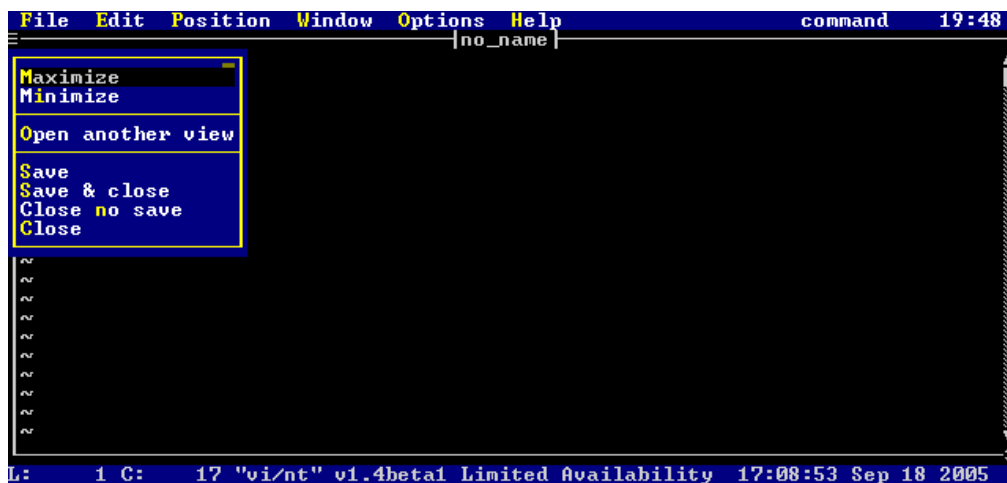 File Edit Position Window Options Help command 19:48
no_name
Maximize
Minimize
Open another view
Save
Save & close
Close no save
Close
~
~
~
~
~
~
~
~
~
~
L: 1 C: 17 "vi/nt" v1.4beta1 Limited Availability 17:08:53 Sep 18 2005